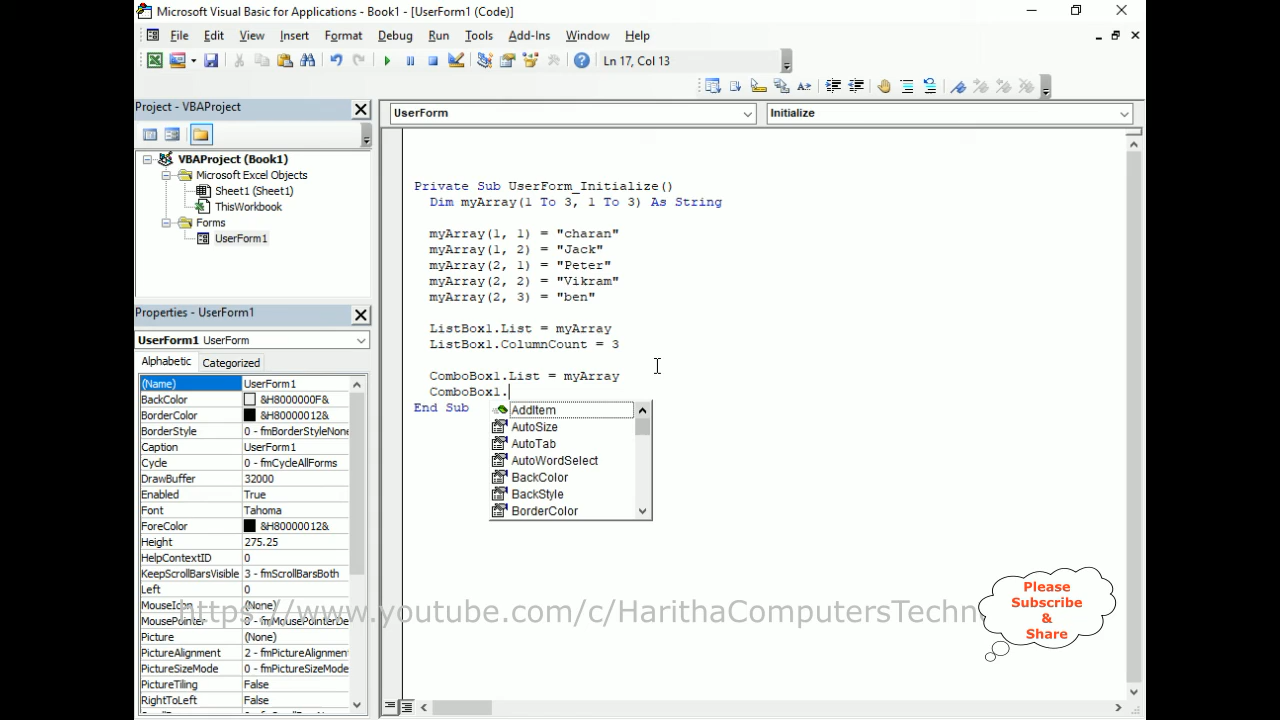 Microsoft Visual Basic for Applications - Book1 - [UserForm1 (Code)]
File Edit View Insert Format Debug Run Tools Add-Ins Window Help
Ln 17, Col 13
Project - VBAProject
VBAProject (Book1)
Microsoft Excel Objects
Sheet1 (Sheet1)
ThisWorkbook
Forms
UserForm1
Properties - UserForm1
UserForm1 UserForm
Alphabetic Categorized
(Name) UserForm1
BackColor &H8000000F&
BorderColor &H80000012&
BorderStyle 0 - fmBorderStyleNone
Caption UserForm1
Cycle 0 - fmCycleAllForms
DrawBuffer 32000
Enabled True
Font Tahoma
ForeColor &H80000012&
Height 275.25
HelpContextID 0
KeepScrollBarsVisible 3 - fmScrollBarsBoth
Left 0
MouseIcon (None)
MousePointer 0 - fmMousePointerDe
Picture (None)
PictureAlignment 2 - fmPictureAlignment
PictureSizeMode 0 - fmPictureSizeMode
PictureTiling False
RightToLeft False
UserForm Initialize
Private Sub UserForm_Initialize()
Dim myArray(1 To 3, 1 To 3) As String
myArray(1, 1) = "charan"
myArray(1, 2) = "Jack"
myArray(2, 1) = "Peter"
myArray(2, 2) = "Vikram"
myArray(2, 3) = "ben"
ListBox1.List = myArray
ListBox1.ColumnCount = 3
ComboBox1.List = myArray
ComboBox1.
End Sub
AddItem
AutoSize
AutoTab
AutoWordSelect
BackColor
BackStyle
BorderColor
https://www.youtube.com/c/HarithaComputersTechn
Please
Subscribe
&
Share